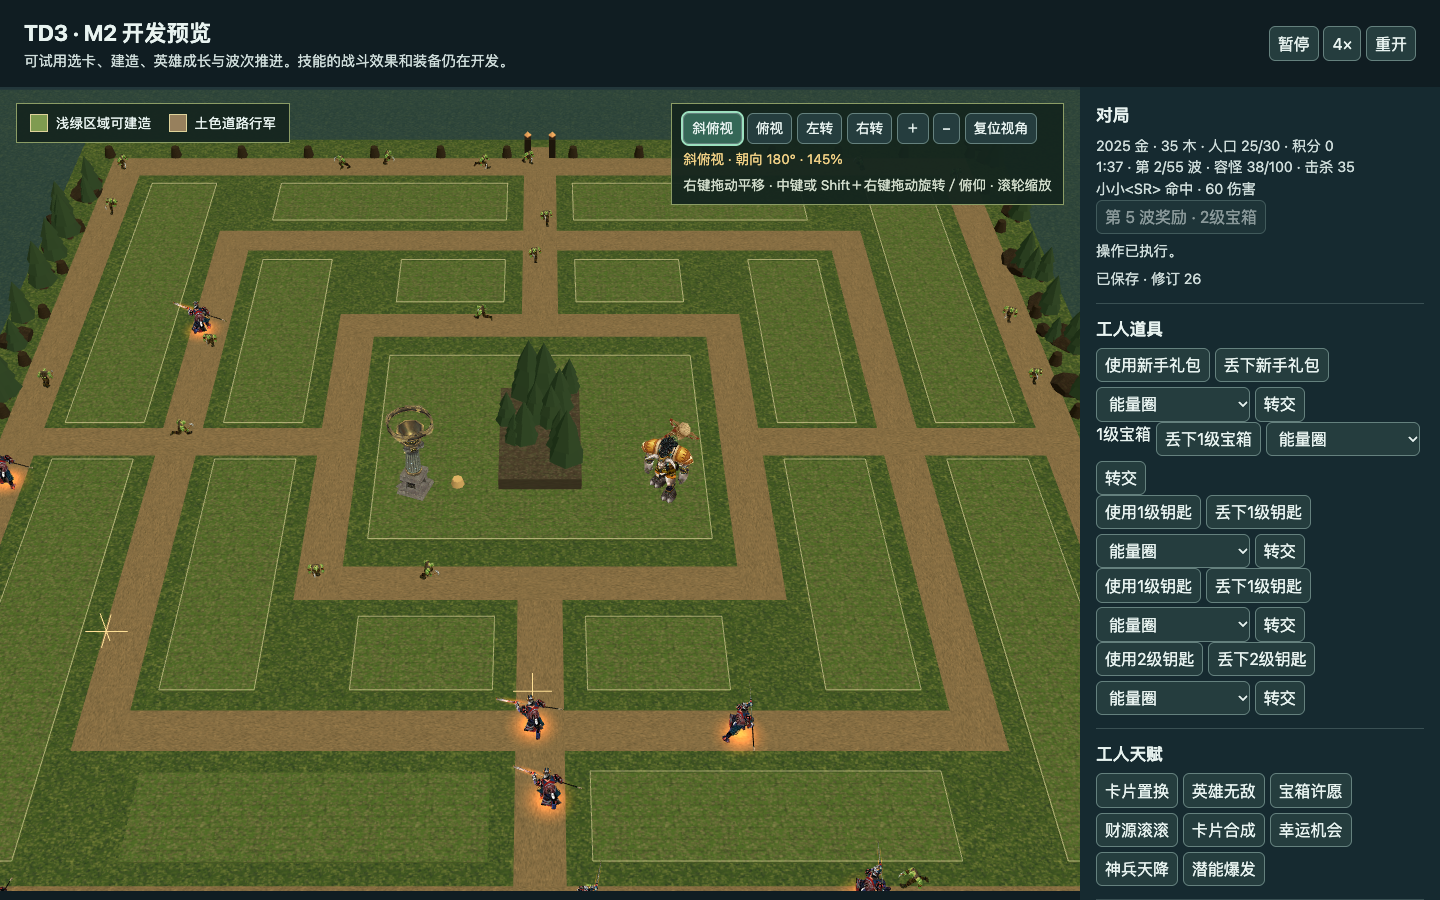 TD3 · M2 开发预览
可试用选卡、建造、英雄成长与波次推进。技能的战斗效果和装备仍在开发。
暂停 4× 重开
浅绿区域可建造 土色道路行军
斜俯视 俯视 左转 右转 + − 复位视角
斜俯视 · 朝向 180° · 145%
右键拖动平移 · 中键或 Shift+右键拖动旋转 / 俯仰 · 滚轮缩放
对局
2025 金 · 35 木 · 人口 25/30 · 积分 0
1:37 · 第 2/55 波 · 容怪 38/100 · 击杀 35
小小<SR> 命中 · 60 伤害
第 5 波奖励 · 2级宝箱
操作已执行。
已保存 · 修订 26
工人道具
使用新手礼包 丢下新手礼包
能量圈 转交
1级宝箱 丢下1级宝箱 能量圈
转交
使用1级钥匙 丢下1级钥匙
能量圈 转交
使用1级钥匙 丢下1级钥匙
能量圈 转交
使用2级钥匙 丢下2级钥匙
能量圈 转交
工人天赋
卡片置换 英雄无敌 宝箱许愿
财源滚滚 卡片合成 幸运机会
神兵天降 潜能爆发